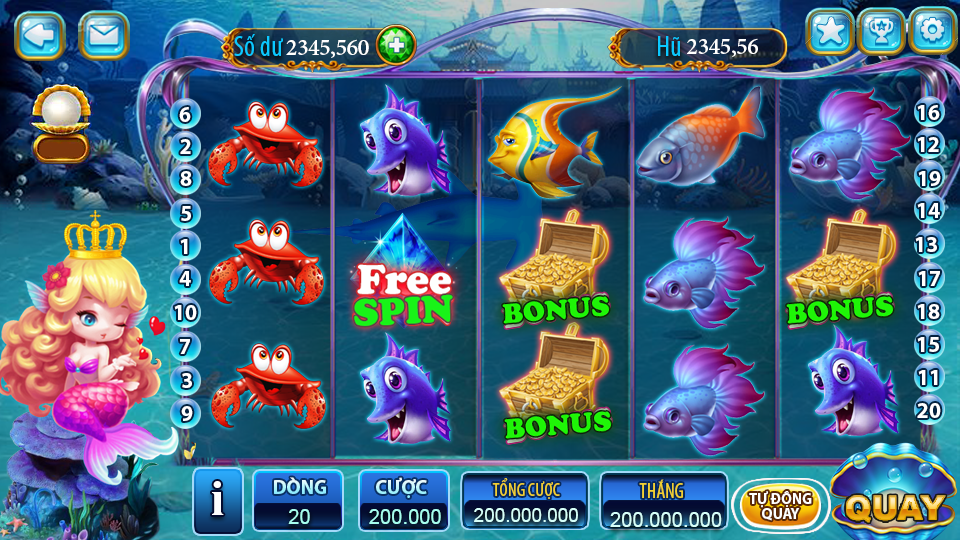 Số dư 2345,560
Hũ 2345,56
6
2
8
5
1
4
10
7
3
9
Free
SPIN
BONUS
BONUS
BONUS
16
12
19
14
13
17
18
15
11
20
i
DÒNG
20
CƯỢC
200.000
TỔNG CƯỢC
200.000.000
THẮNG
200.000.000
TỰ ĐỘNG
QUAY
QUAY